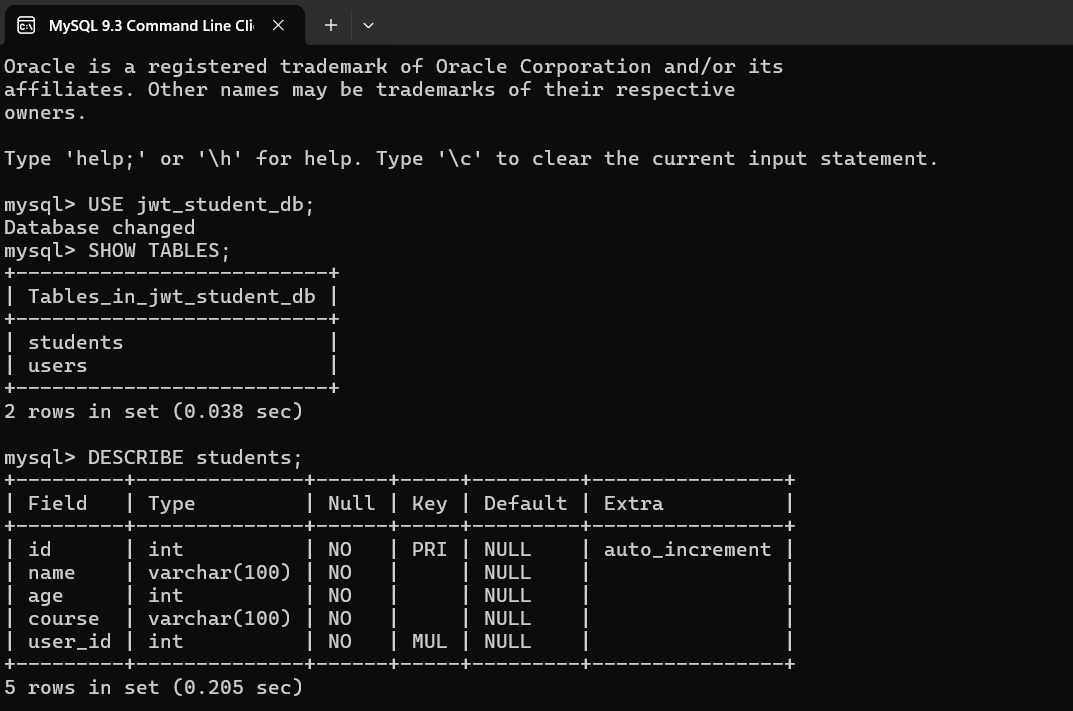 MySQL 9.3 Command Line Cli
Oracle is a registered trademark of Oracle Corporation and/or its
affiliates. Other names may be trademarks of their respective
owners.
Type 'help;' or '\h' for help. Type '\c' to clear the current input statement.
mysql> USE jwt_student_db;
Database changed
mysql> SHOW TABLES;
+--------------------------+
| Tables_in_jwt_student_db |
+--------------------------+
| students                 |
| users                    |
+--------------------------+
2 rows in set (0.038 sec)
mysql> DESCRIBE students;
+---------+--------------+------+-----+---------+----------------+
| Field   | Type         | Null | Key | Default | Extra          |
+---------+--------------+------+-----+---------+----------------+
| id      | int          | NO   | PRI | NULL    | auto_increment |
| name    | varchar(100) | NO   |     | NULL    |                |
| age     | int          | NO   |     | NULL    |                |
| course  | varchar(100) | NO   |     | NULL    |                |
| user_id | int          | NO   | MUL | NULL    |                |
+---------+--------------+------+-----+---------+----------------+
5 rows in set (0.205 sec)